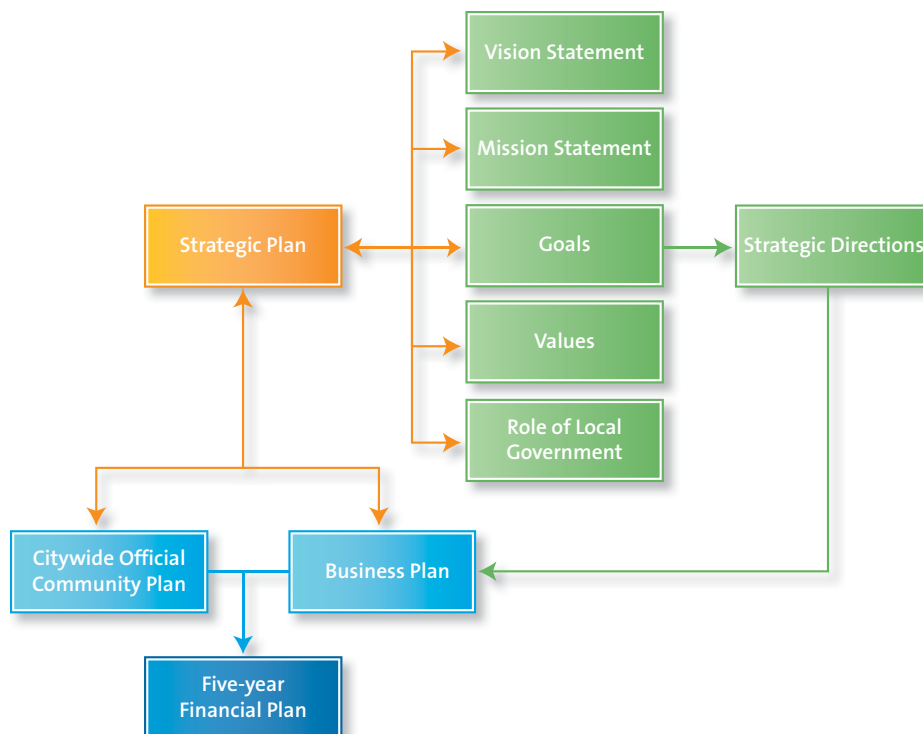 Vision Statement
Mission Statement
Strategic Plan
Goals
Strategic Directions
Values
Role of Local
Government
Citywide Official
Community Plan
Business Plan
Five-year
Financial Plan